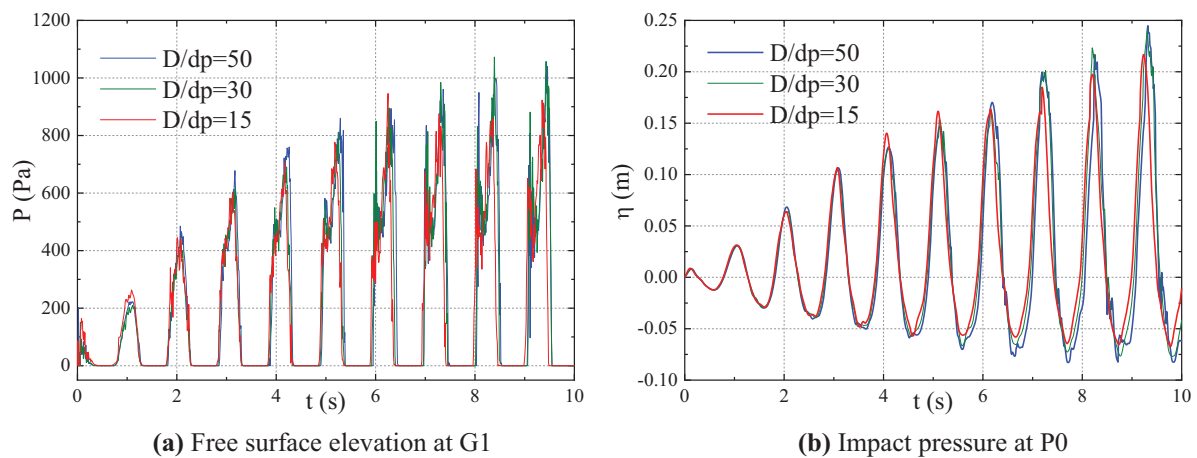 1200
1000
800
600
400
200
0
P (Pa)
D/dp=50
D/dp=30
D/dp=15
0 2 4 6 8 10
t (s)
(a) Free surface elevation at G1
0.25
0.20
0.15
0.10
0.05
0.00
-0.05
-0.10
η (m)
D/dp=50
D/dp=30
D/dp=15
0 2 4 6 8 10
t (s)
(b) Impact pressure at P0